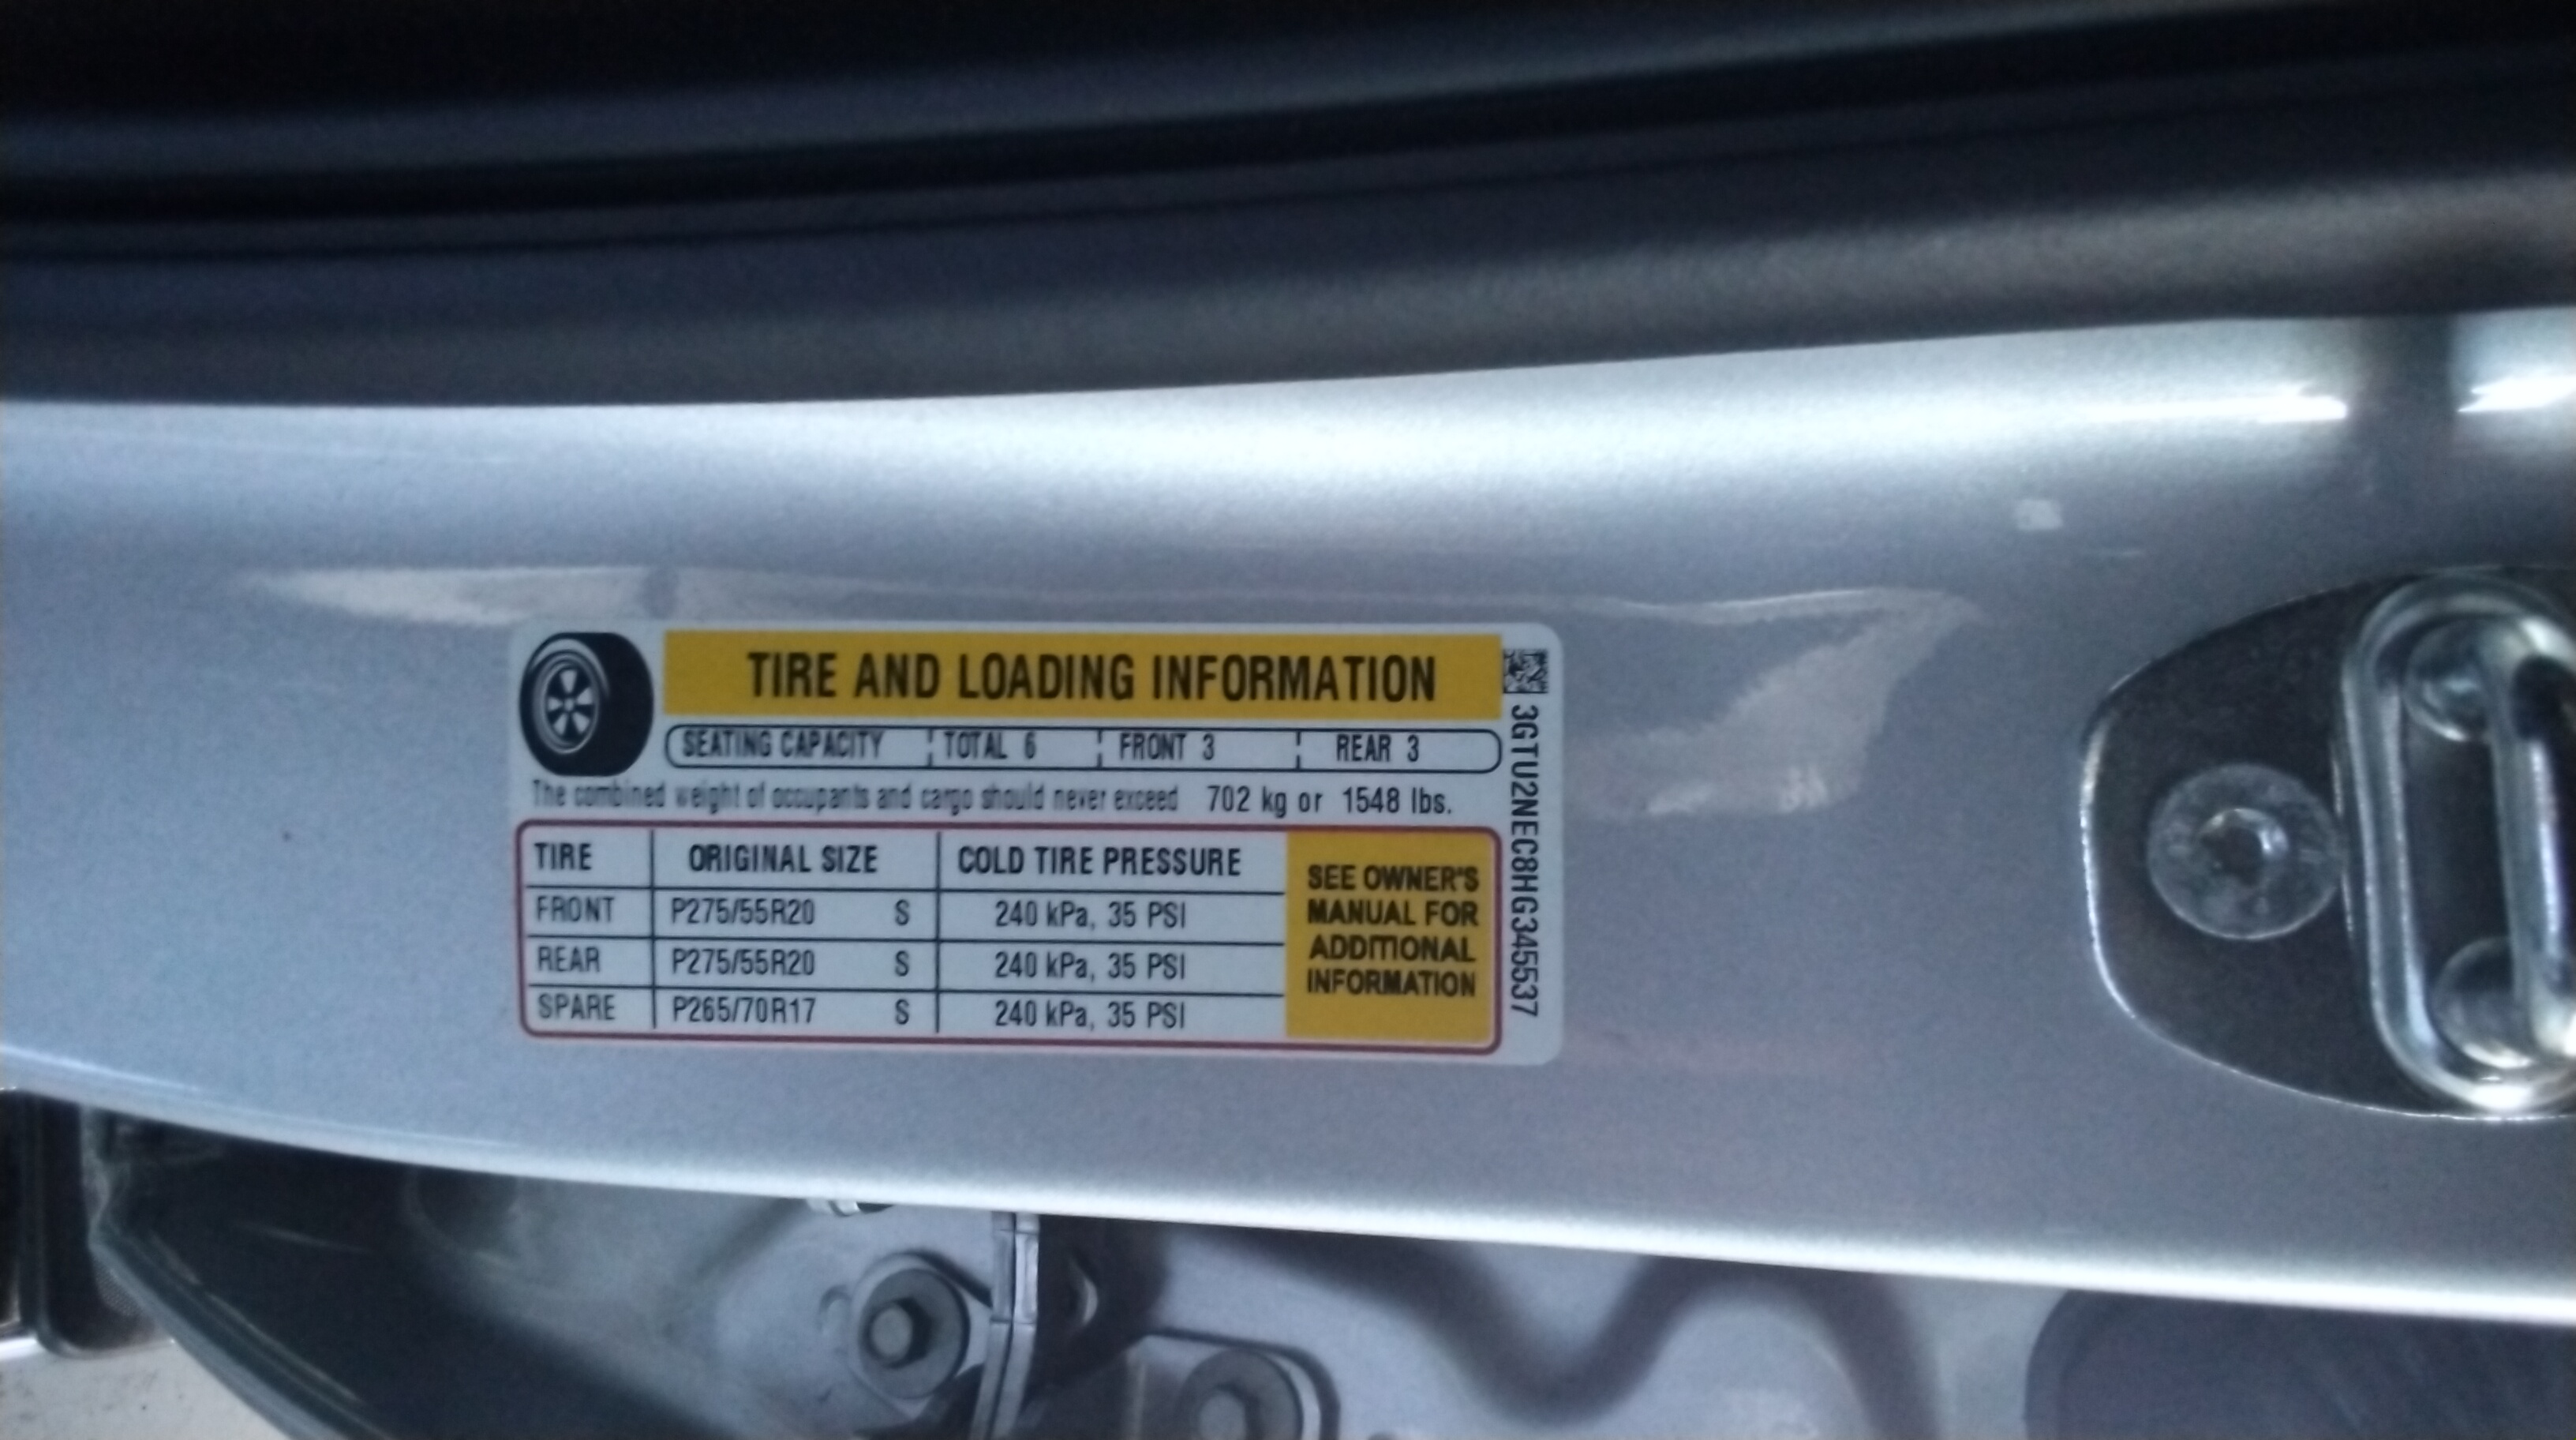 TIRE AND LOADING INFORMATION
SEATING CAPACITY TOTAL 6 FRONT 3 REAR 3
The combined weight of occupants and cargo should never exceed 702 kg or 1548 lbs.
TIRE ORIGINAL SIZE COLD TIRE PRESSURE
FRONT P275/55R20 S 240 kPa, 35 PSI
REAR P275/55R20 S 240 kPa, 35 PSI
SPARE P265/70R17 S 240 kPa, 35 PSI
SEE OWNER'S
MANUAL FOR
ADDITIONAL
INFORMATION
3GTU2NEC8HG345537